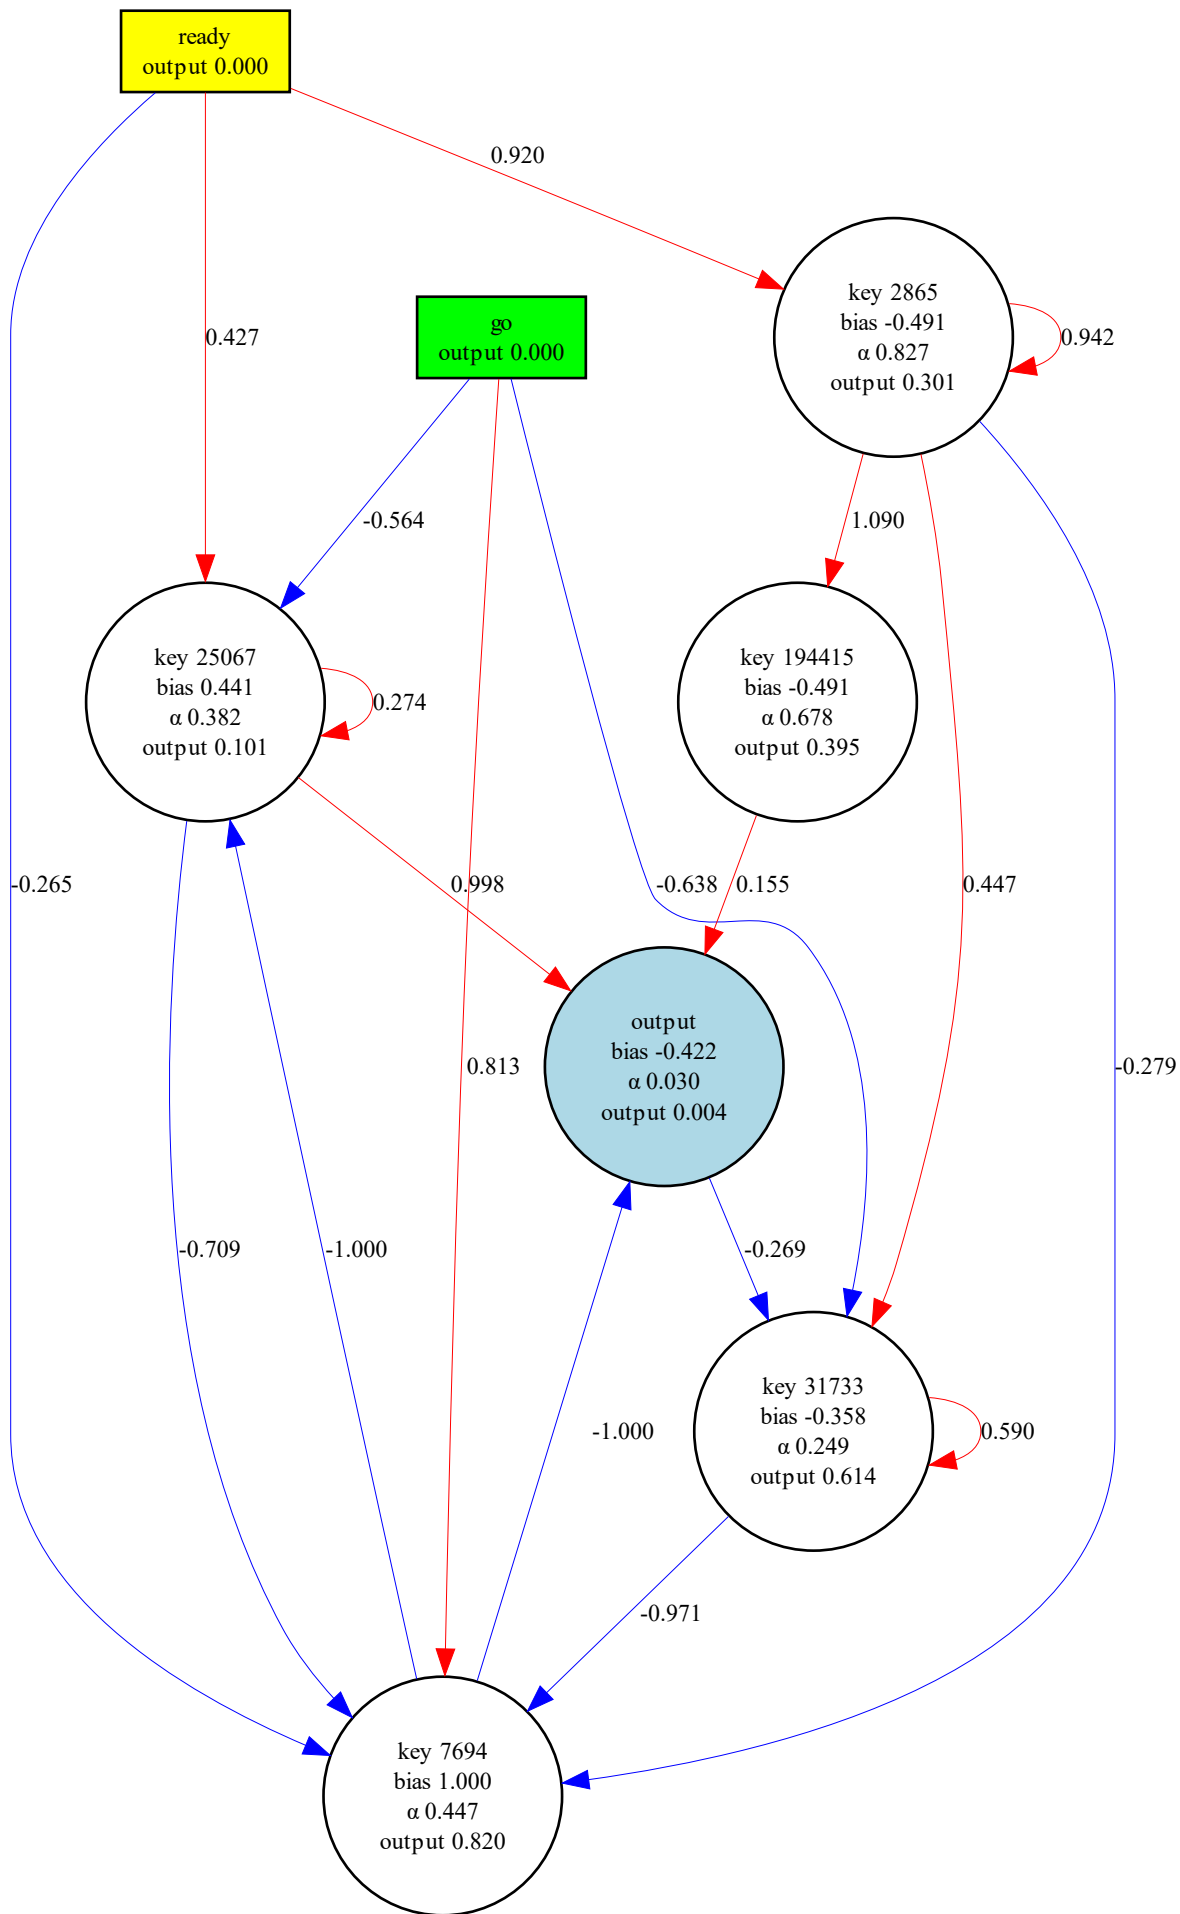 ready
output 0.000
0.920
key 2865
bias -0.491
α 0.827
output 0.301
0.942
go
output 0.000
0.427
-0.564
1.090
key 25067
bias 0.441
α 0.382
output 0.101
0.274
key 194415
bias -0.491
α 0.678
output 0.395
-0.265
0.998
-0.638
0.155
0.447
output
bias -0.422
α 0.030
output 0.004
0.813
-0.279
-0.709
-1.000
-0.269
key 31733
bias -0.358
α 0.249
output 0.614
-1.000
0.590
-0.971
key 7694
bias 1.000
α 0.447
output 0.820